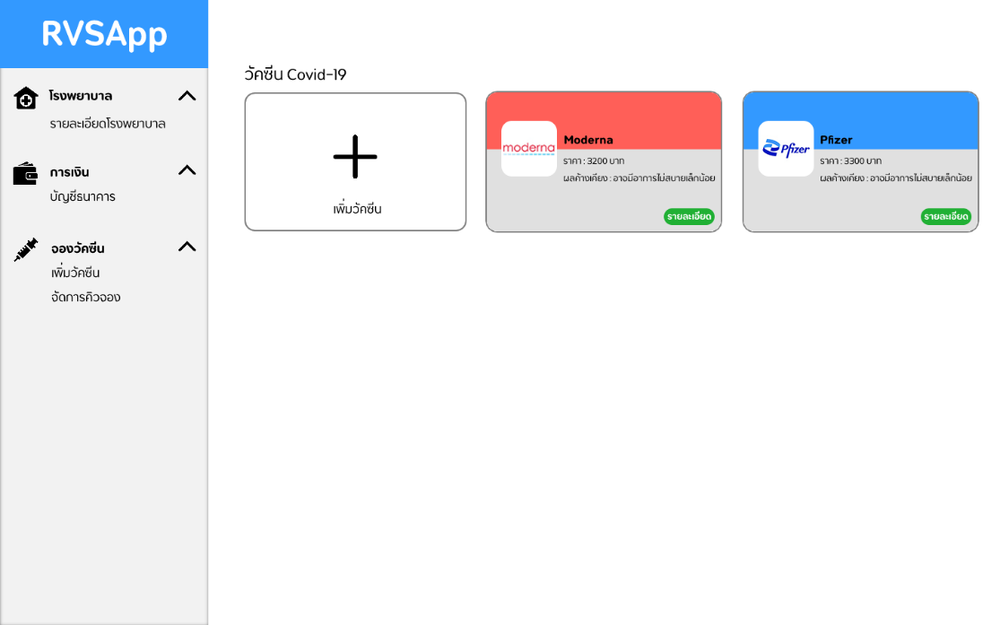 RVSApp
โรงพยาบาล
รายละเอียดโรงพยาบาล
การเงิน
บัญชีธนาคาร
จองวัคซีน
เพิ่มวัคซีน
จัดการคิวจอง
วัคซีน Covid-19
เพิ่มวัคซีน
moderna
Moderna
ราคา : 3200 บาท
ผลค้างเคียง : อาจมีอาการไม่สบายเล็กน้อย
รายละเอียด
Pfizer
Pfizer
ราคา : 3300 บาท
ผลค้างเคียง : อาจมีอาการไม่สบายเล็กน้อย
รายละเอียด